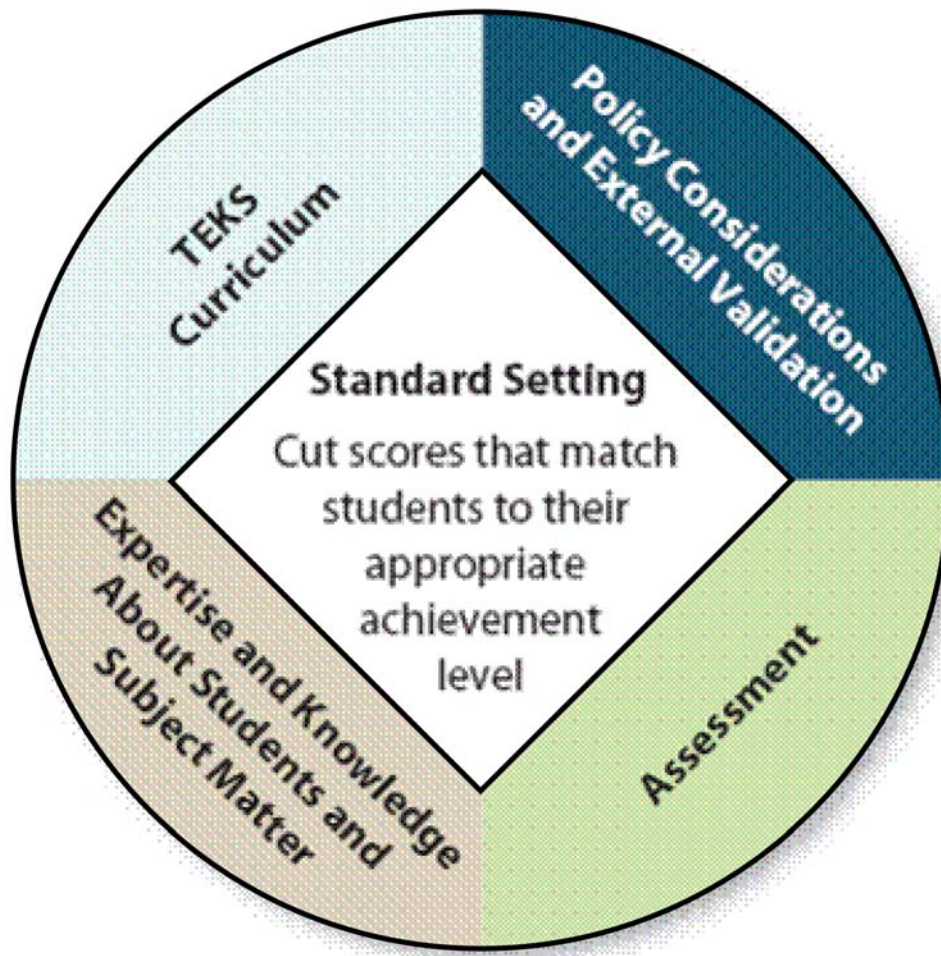 TEKS
Curriculum
Policy Considerations
and External Validation
Standard Setting
Cut scores that match
students to their
appropriate
achievement
level
Expertise and Knowledge
About Students and
Subject Matter
Assessment